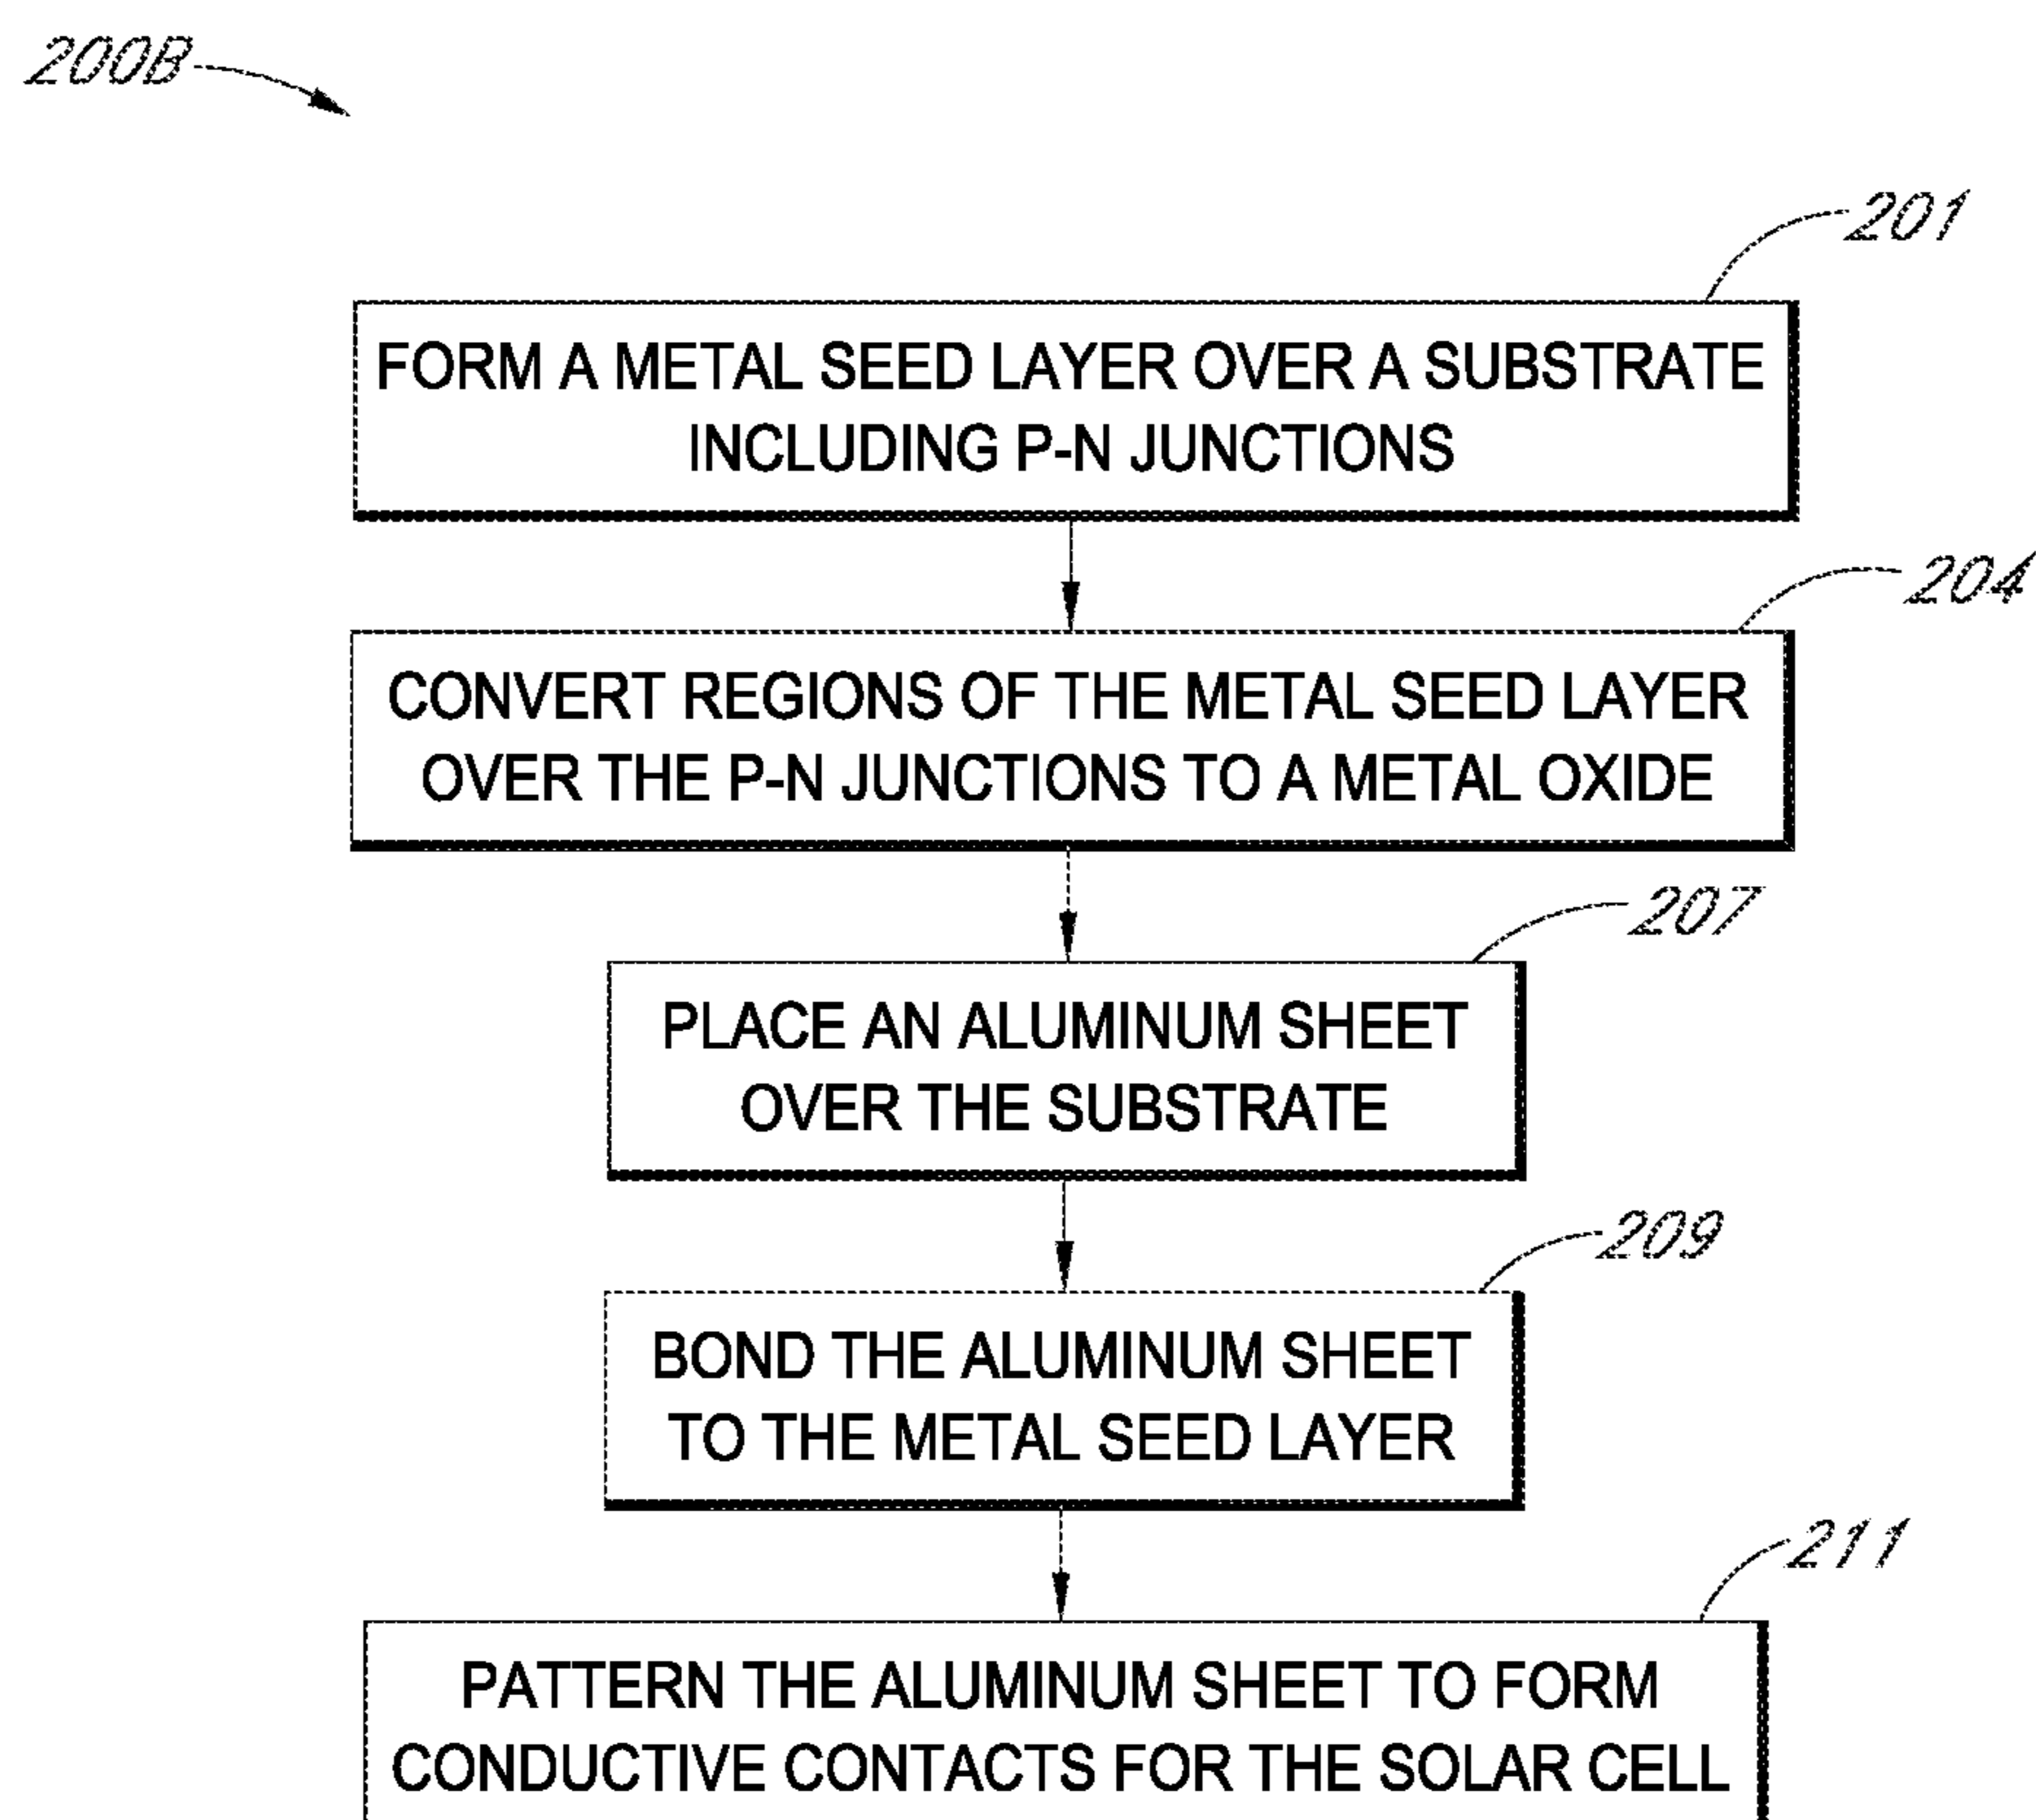 200B
201
FORM A METAL SEED LAYER OVER A SUBSTRATE
INCLUDING P-N JUNCTIONS
204
CONVERT REGIONS OF THE METAL SEED LAYER
OVER THE P-N JUNCTIONS TO A METAL OXIDE
207
PLACE AN ALUMINUM SHEET
OVER THE SUBSTRATE
209
BOND THE ALUMINUM SHEET
TO THE METAL SEED LAYER
211
PATTERN THE ALUMINUM SHEET TO FORM
CONDUCTIVE CONTACTS FOR THE SOLAR CELL